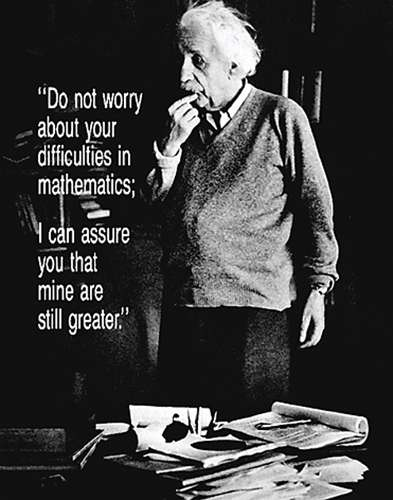 “Do not worry
about your
difficulties in
mathematics;
I can assure
you that
mine are
still greater.”